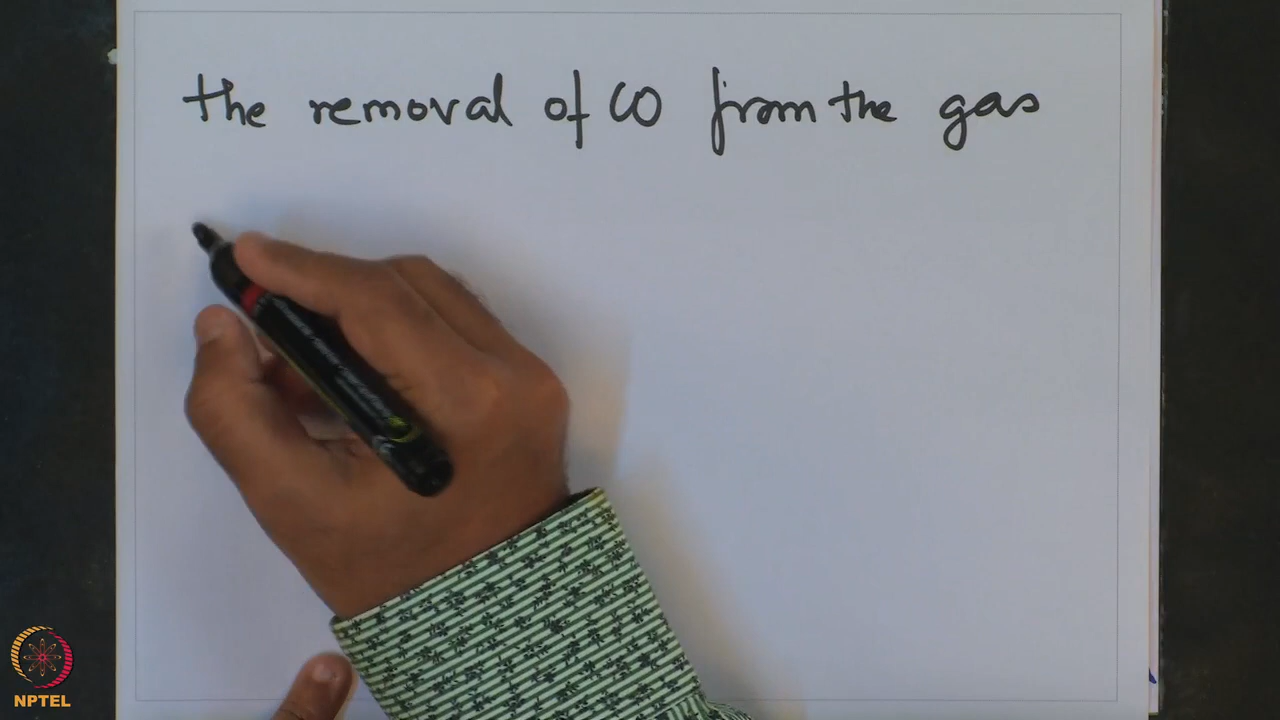 the removal of CO from the gas
NPTEL